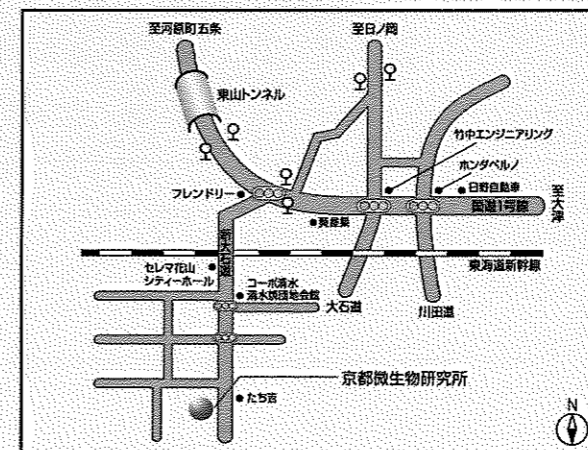 至河原町五条
至日ノ岡
東山トンネル
竹中エンジニアリング
ホンダベルノ
フレンドリー
日野自動車
至大津
国道1号線
新大石道
東海道新幹線
セレマ花山
シティーホール
コーポ清水
清水焼団地会館
大石道
川田道
京都微生物研究所
たち吉
N